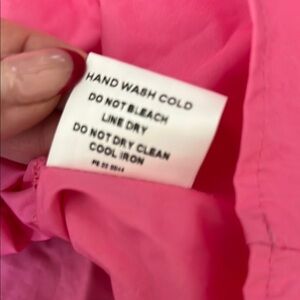 HAND WASH COLD
DO NOT BLEACH
LINE DRY
DO NOT DRY CLEAN
COOL IRON